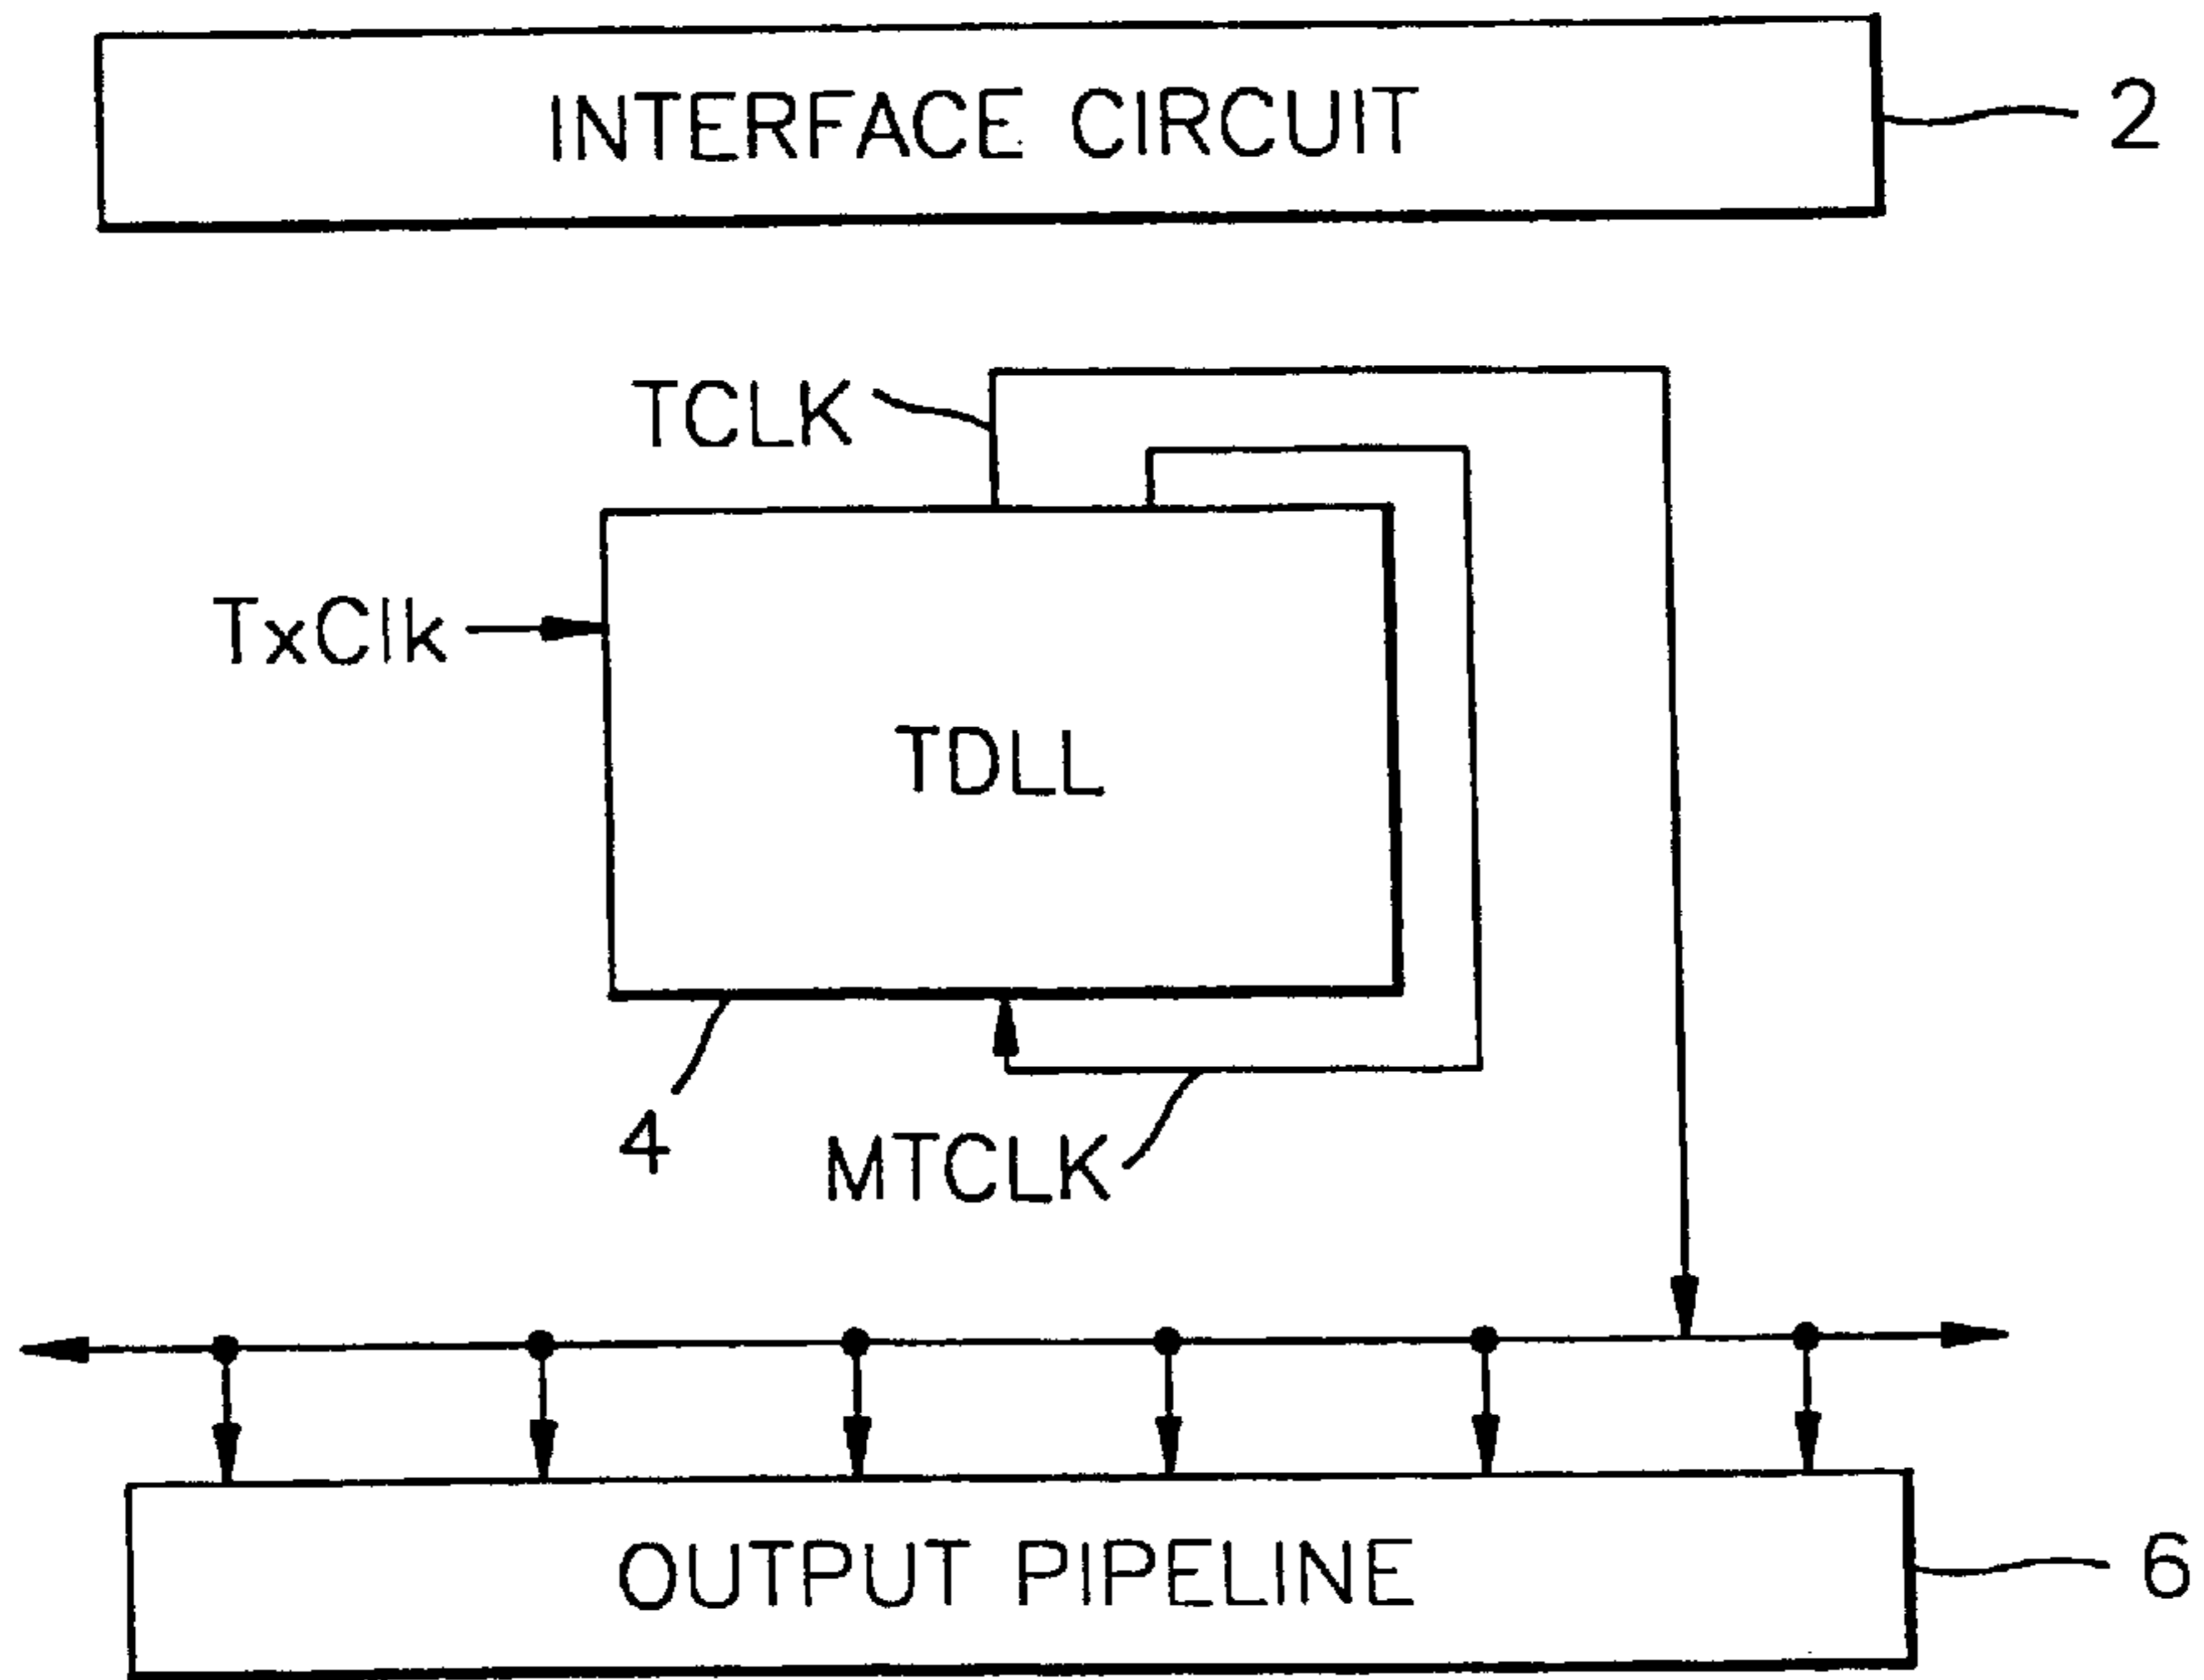 INTERFACE CIRCUIT 2
TCLK
TxClk
TDLL
4
MTCLK
OUTPUT PIPELINE 6